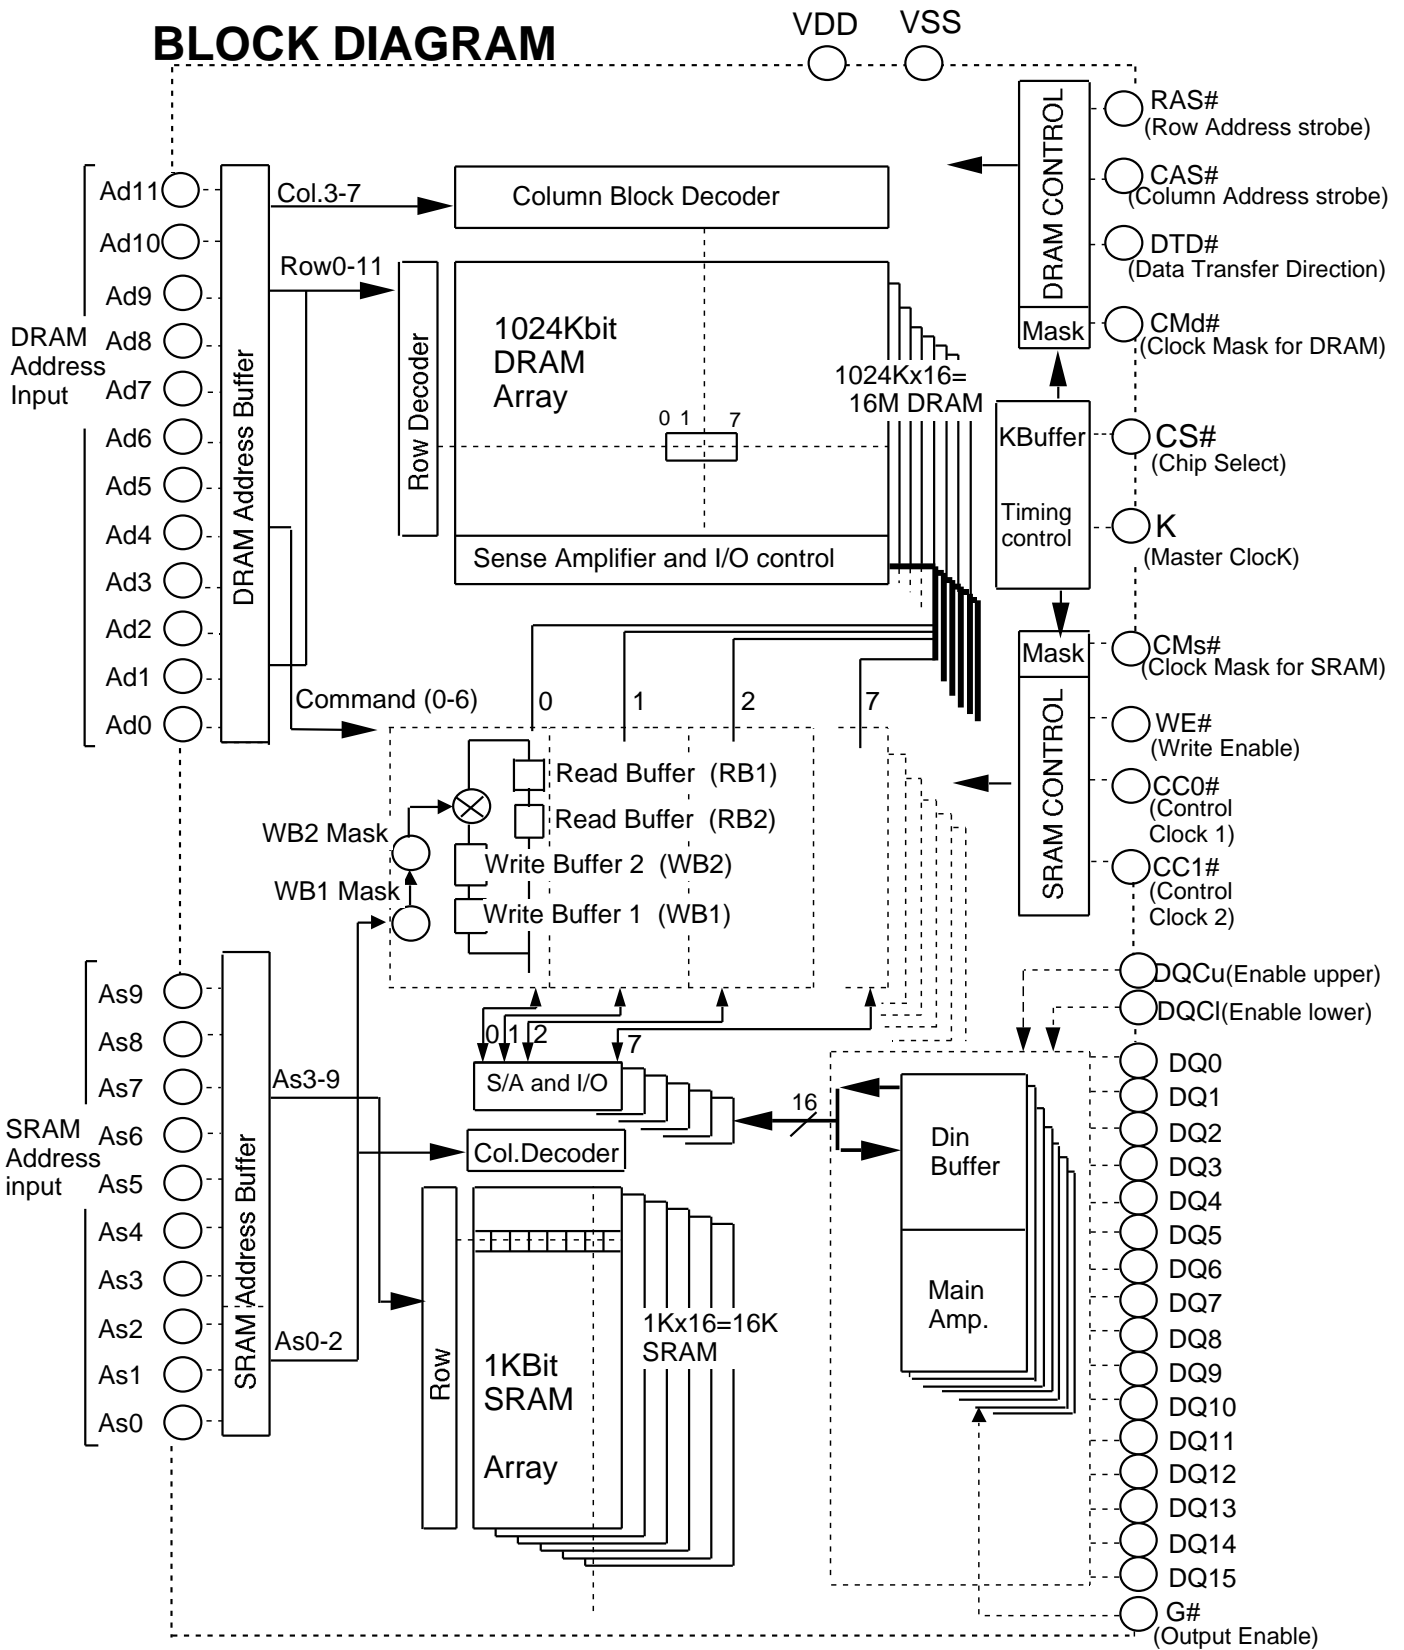 BLOCK DIAGRAM
VDD
VSS
RAS#
(Row Address strobe)
CAS#
(Column Address strobe)
DTD#
(Data Transfer Direction)
CMd#
(Clock Mask for DRAM)
DRAM CONTROL
Mask
KBuffer
Timing
control
CS#
(Chip Select)
K
(Master ClocK)
Mask
SRAM CONTROL
CMs#
(Clock Mask for SRAM)
WE#
(Write Enable)
CC0#
(Control
Clock 1)
CC1#
(Control
Clock 2)
DRAM
Address
Input
Ad11
Ad10
Ad9
Ad8
Ad7
Ad6
Ad5
Ad4
Ad3
Ad2
Ad1
Ad0
DRAM Address Buffer
Col.3-7
Column Block Decoder
Row0-11
Row Decoder
1024Kbit
DRAM
Array
0 1 7
1024Kx16=
16M DRAM
Sense Amplifier and I/O control
Command (0-6)
0
1
2
7
Read Buffer (RB1)
Read Buffer (RB2)
WB2 Mask
Write Buffer 2 (WB2)
WB1 Mask
Write Buffer 1 (WB1)
SRAM
Address
input
As9
As8
As7
As6
As5
As4
As3
As2
As1
As0
SRAM Address Buffer
As3-9
As0-2
0 1 2 7
S/A and I/O
Col.Decoder
Row
1KBit
SRAM
Array
1Kx16=16K
SRAM
16
Din
Buffer
Main
Amp.
DQCu(Enable upper)
DQCl(Enable lower)
DQ0
DQ1
DQ2
DQ3
DQ4
DQ5
DQ6
DQ7
DQ8
DQ9
DQ10
DQ11
DQ12
DQ13
DQ14
DQ15
G#
(Output Enable)